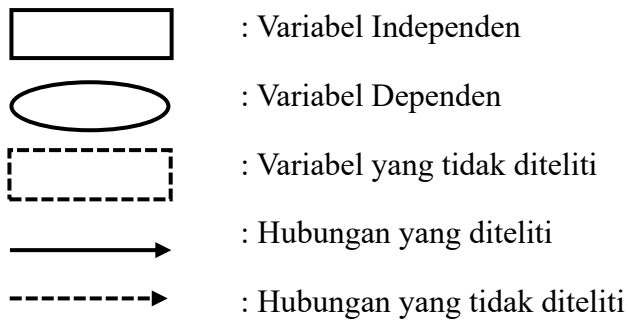 : Variabel Independen
: Variabel Dependen
: Variabel yang tidak diteliti
: Hubungan yang diteliti
: Hubungan yang tidak diteliti